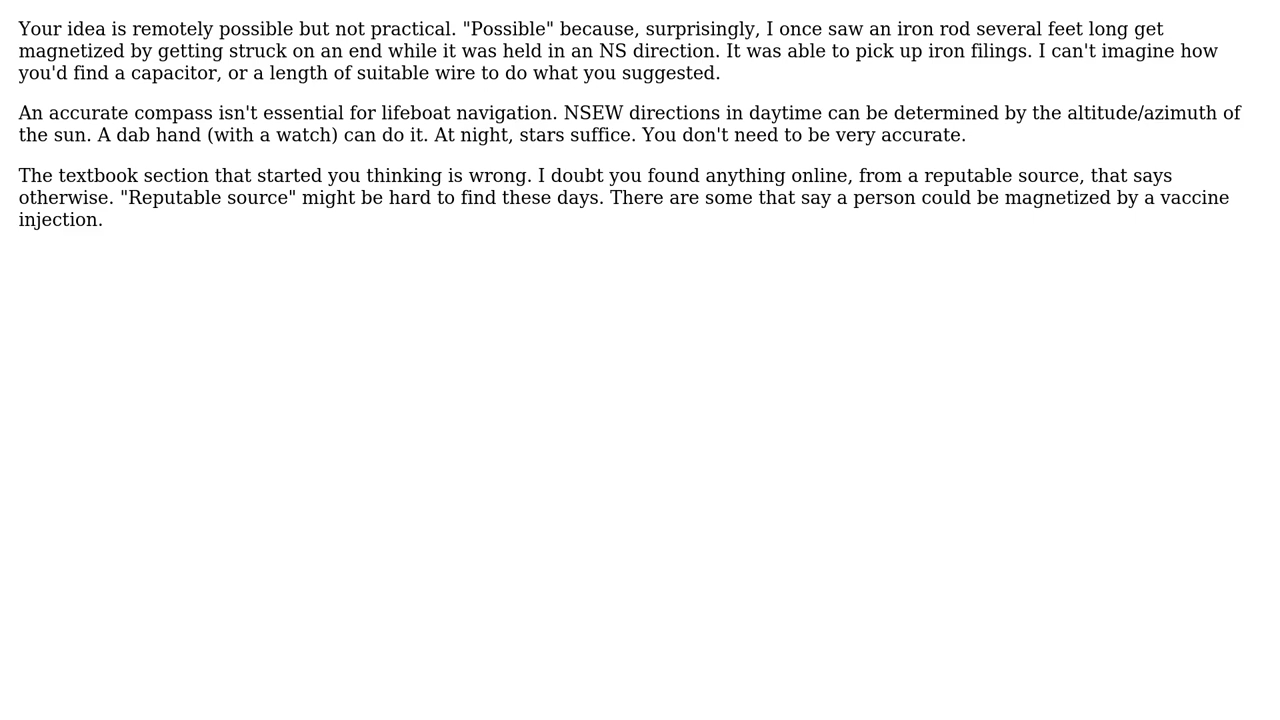 Your idea is remotely possible but not practical. "Possible" because, surprisingly, I once saw an iron rod several feet long get
magnetized by getting struck on an end while it was held in an NS direction. It was able to pick up iron filings. I can't imagine how
you'd find a capacitor, or a length of suitable wire to do what you suggested.
An accurate compass isn't essential for lifeboat navigation. NSEW directions in daytime can be determined by the altitude/azimuth of
the sun. A dab hand (with a watch) can do it. At night, stars suffice. You don't need to be very accurate.
The textbook section that started you thinking is wrong. I doubt you found anything online, from a reputable source, that says
otherwise. "Reputable source" might be hard to find these days. There are some that say a person could be magnetized by a vaccine
injection.